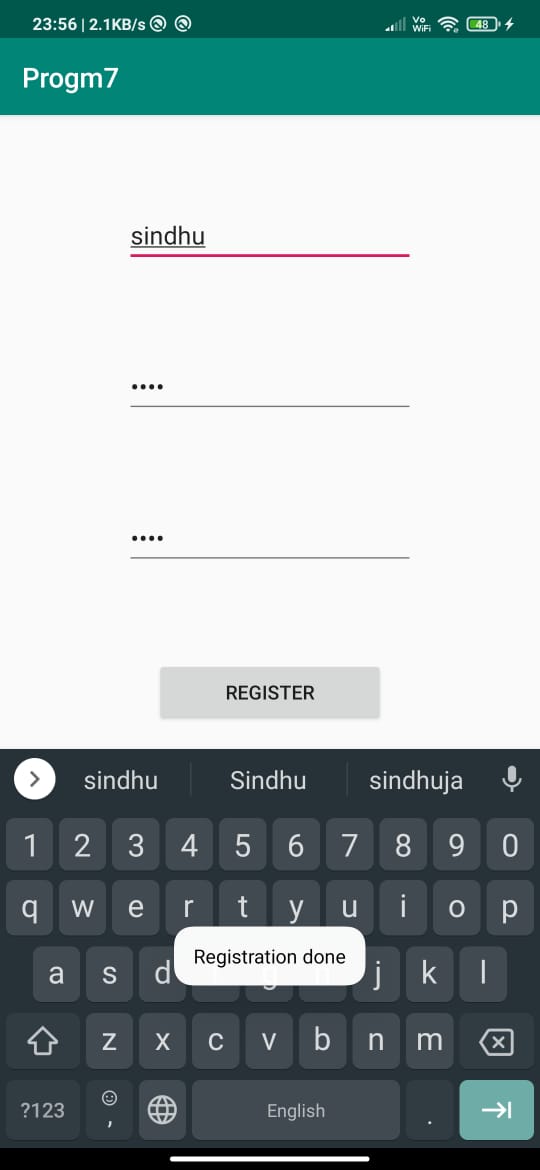 23:56 | 2.1KB/s
Vo
WiFi
48
Progm7
sindhu
••••
••••
REGISTER
sindhu Sindhu sindhuja
1 2 3 4 5 6 7 8 9 0
q w e r t y u i o p
a s d g j k l
Registration done
z x c v b n m
?123 , English .